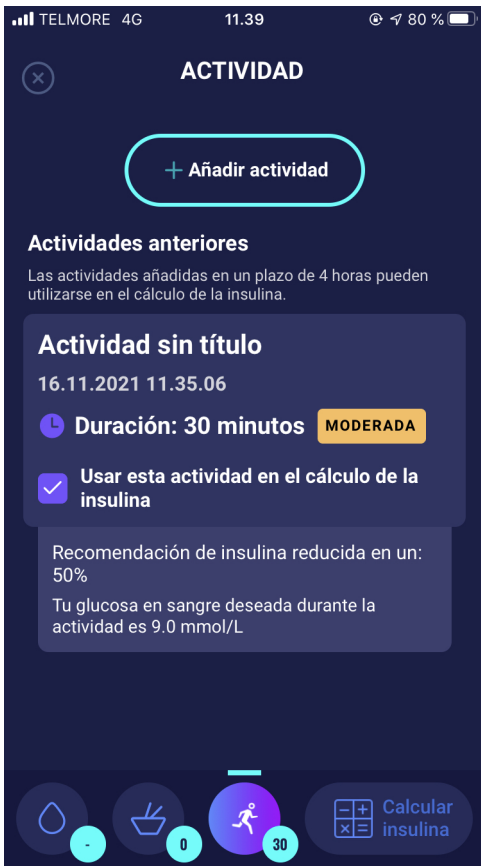 TELMORE 4G 11.39 80 %
ACTIVIDAD
+ Añadir actividad
Actividades anteriores
Las actividades añadidas en un plazo de 4 horas pueden
utilizarse en el cálculo de la insulina.
Actividad sin título
16.11.2021 11.35.06
Duración: 30 minutos MODERADA
Usar esta actividad en el cálculo de la
insulina
Recomendación de insulina reducida en un:
50%
Tu glucosa en sangre deseada durante la
actividad es 9.0 mmol/L
Calcular
insulina
- 0 30